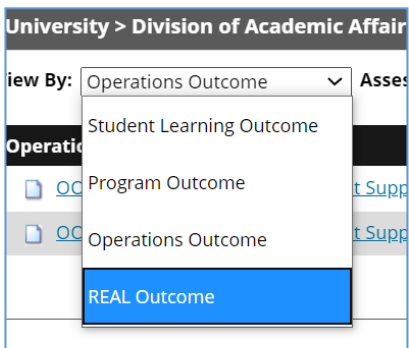 University > Division of Academic Affair
iew By: Operations Outcome Asses
Student Learning Outcome
Operatio
Program Outcome
OC t Supp
Operations Outcome
OC t Supp
REAL Outcome